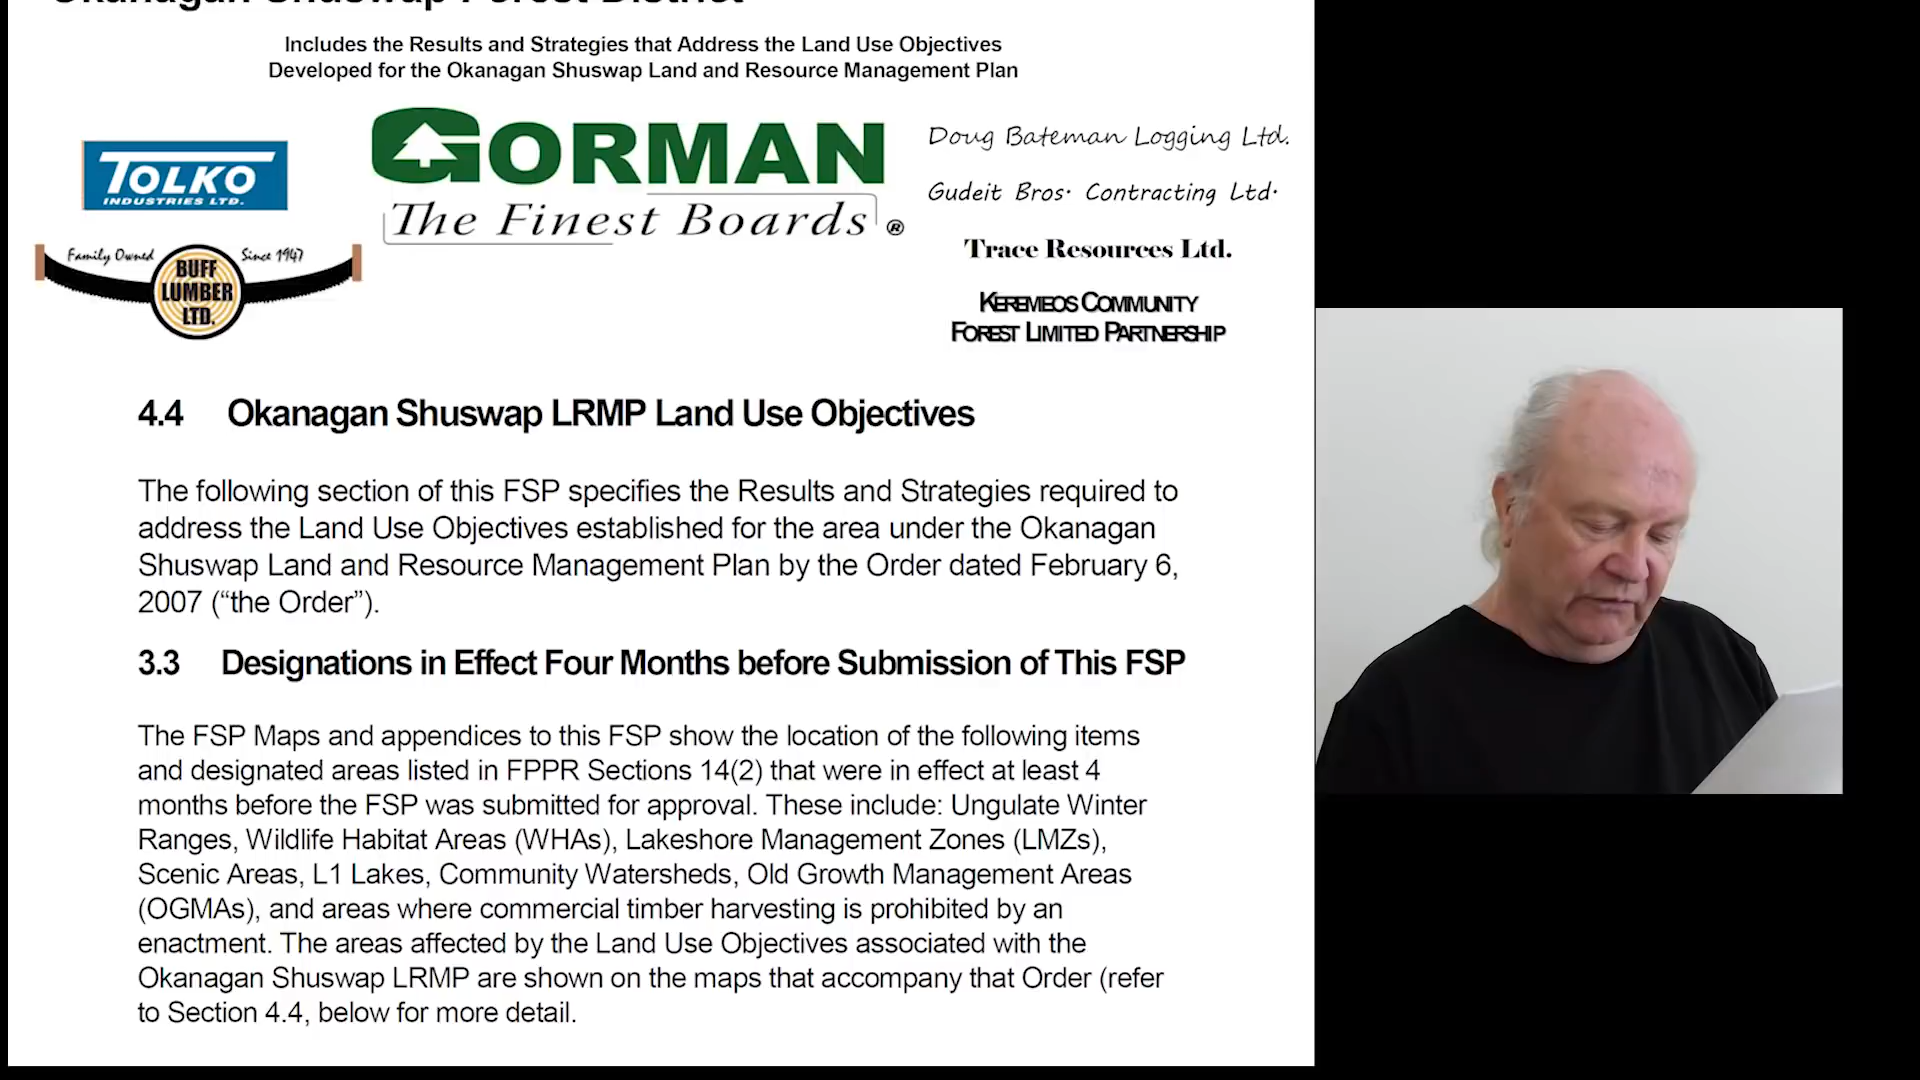 Okanagan Shuswap Forest District
Includes the Results and Strategies that Address the Land Use Objectives
Developed for the Okanagan Shuswap Land and Resource Management Plan
TOLKO
INDUSTRIES LTD.
GORMAN
The Finest Boards ®
Family Owned Since 1947
BUFF
LUMBER
LTD.
Doug Bateman Logging Ltd.
Gudeit Bros. Contracting Ltd.
Trace Resources Ltd.
KEREMEOS COMMUNITY
FOREST LIMITED PARTNERSHIP
4.4 Okanagan Shuswap LRMP Land Use Objectives
The following section of this FSP specifies the Results and Strategies required to
address the Land Use Objectives established for the area under the Okanagan
Shuswap Land and Resource Management Plan by the Order dated February 6,
2007 (“the Order”).
3.3 Designations in Effect Four Months before Submission of This FSP
The FSP Maps and appendices to this FSP show the location of the following items
and designated areas listed in FPPR Sections 14(2) that were in effect at least 4
months before the FSP was submitted for approval. These include: Ungulate Winter
Ranges, Wildlife Habitat Areas (WHAs), Lakeshore Management Zones (LMZs),
Scenic Areas, L1 Lakes, Community Watersheds, Old Growth Management Areas
(OGMAs), and areas where commercial timber harvesting is prohibited by an
enactment. The areas affected by the Land Use Objectives associated with the
Okanagan Shuswap LRMP are shown on the maps that accompany that Order (refer
to Section 4.4, below for more detail.